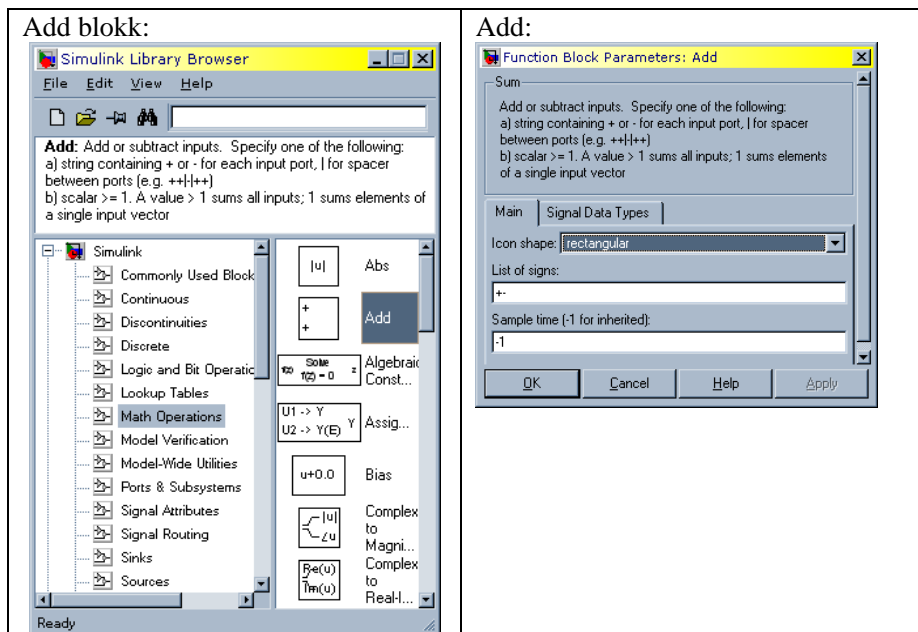 Add blokk:
Simulink Library Browser
File Edit View Help
Add: Add or subtract inputs. Specify one of the following:
a) string containing + or - for each input port, | for spacer
between ports (e.g. ++|-|++)
b) scalar >= 1. A value > 1 sums all inputs; 1 sums elements of
a single input vector
Simulink
Commonly Used Block
Continuous
Discontinuities
Discrete
Logic and Bit Operatic
Lookup Tables
Math Operations
Model Verification
Model-Wide Utilities
Ports & Subsystems
Signal Attributes
Signal Routing
Sinks
Sources
|u|
Abs
+
+
Add
f(z) Solve f(z) = 0 z
Algebraic
Const...
U1 -> Y
U2 -> Y(E) Y
Assig...
u+0.0
Bias
|u|
∠u
Complex
to
Magni...
Re(u)
Im(u)
Complex
to
Real-I...
Ready
Add:
Function Block Parameters: Add
Sum
Add or subtract inputs. Specify one of the following:
a) string containing + or - for each input port, | for spacer
between ports (e.g. ++|-|++)
b) scalar >= 1. A value > 1 sums all inputs; 1 sums elements
of a single input vector
Main Signal Data Types
Icon shape: rectangular
List of signs:
+-
Sample time (-1 for inherited):
-1
OK Cancel Help Apply